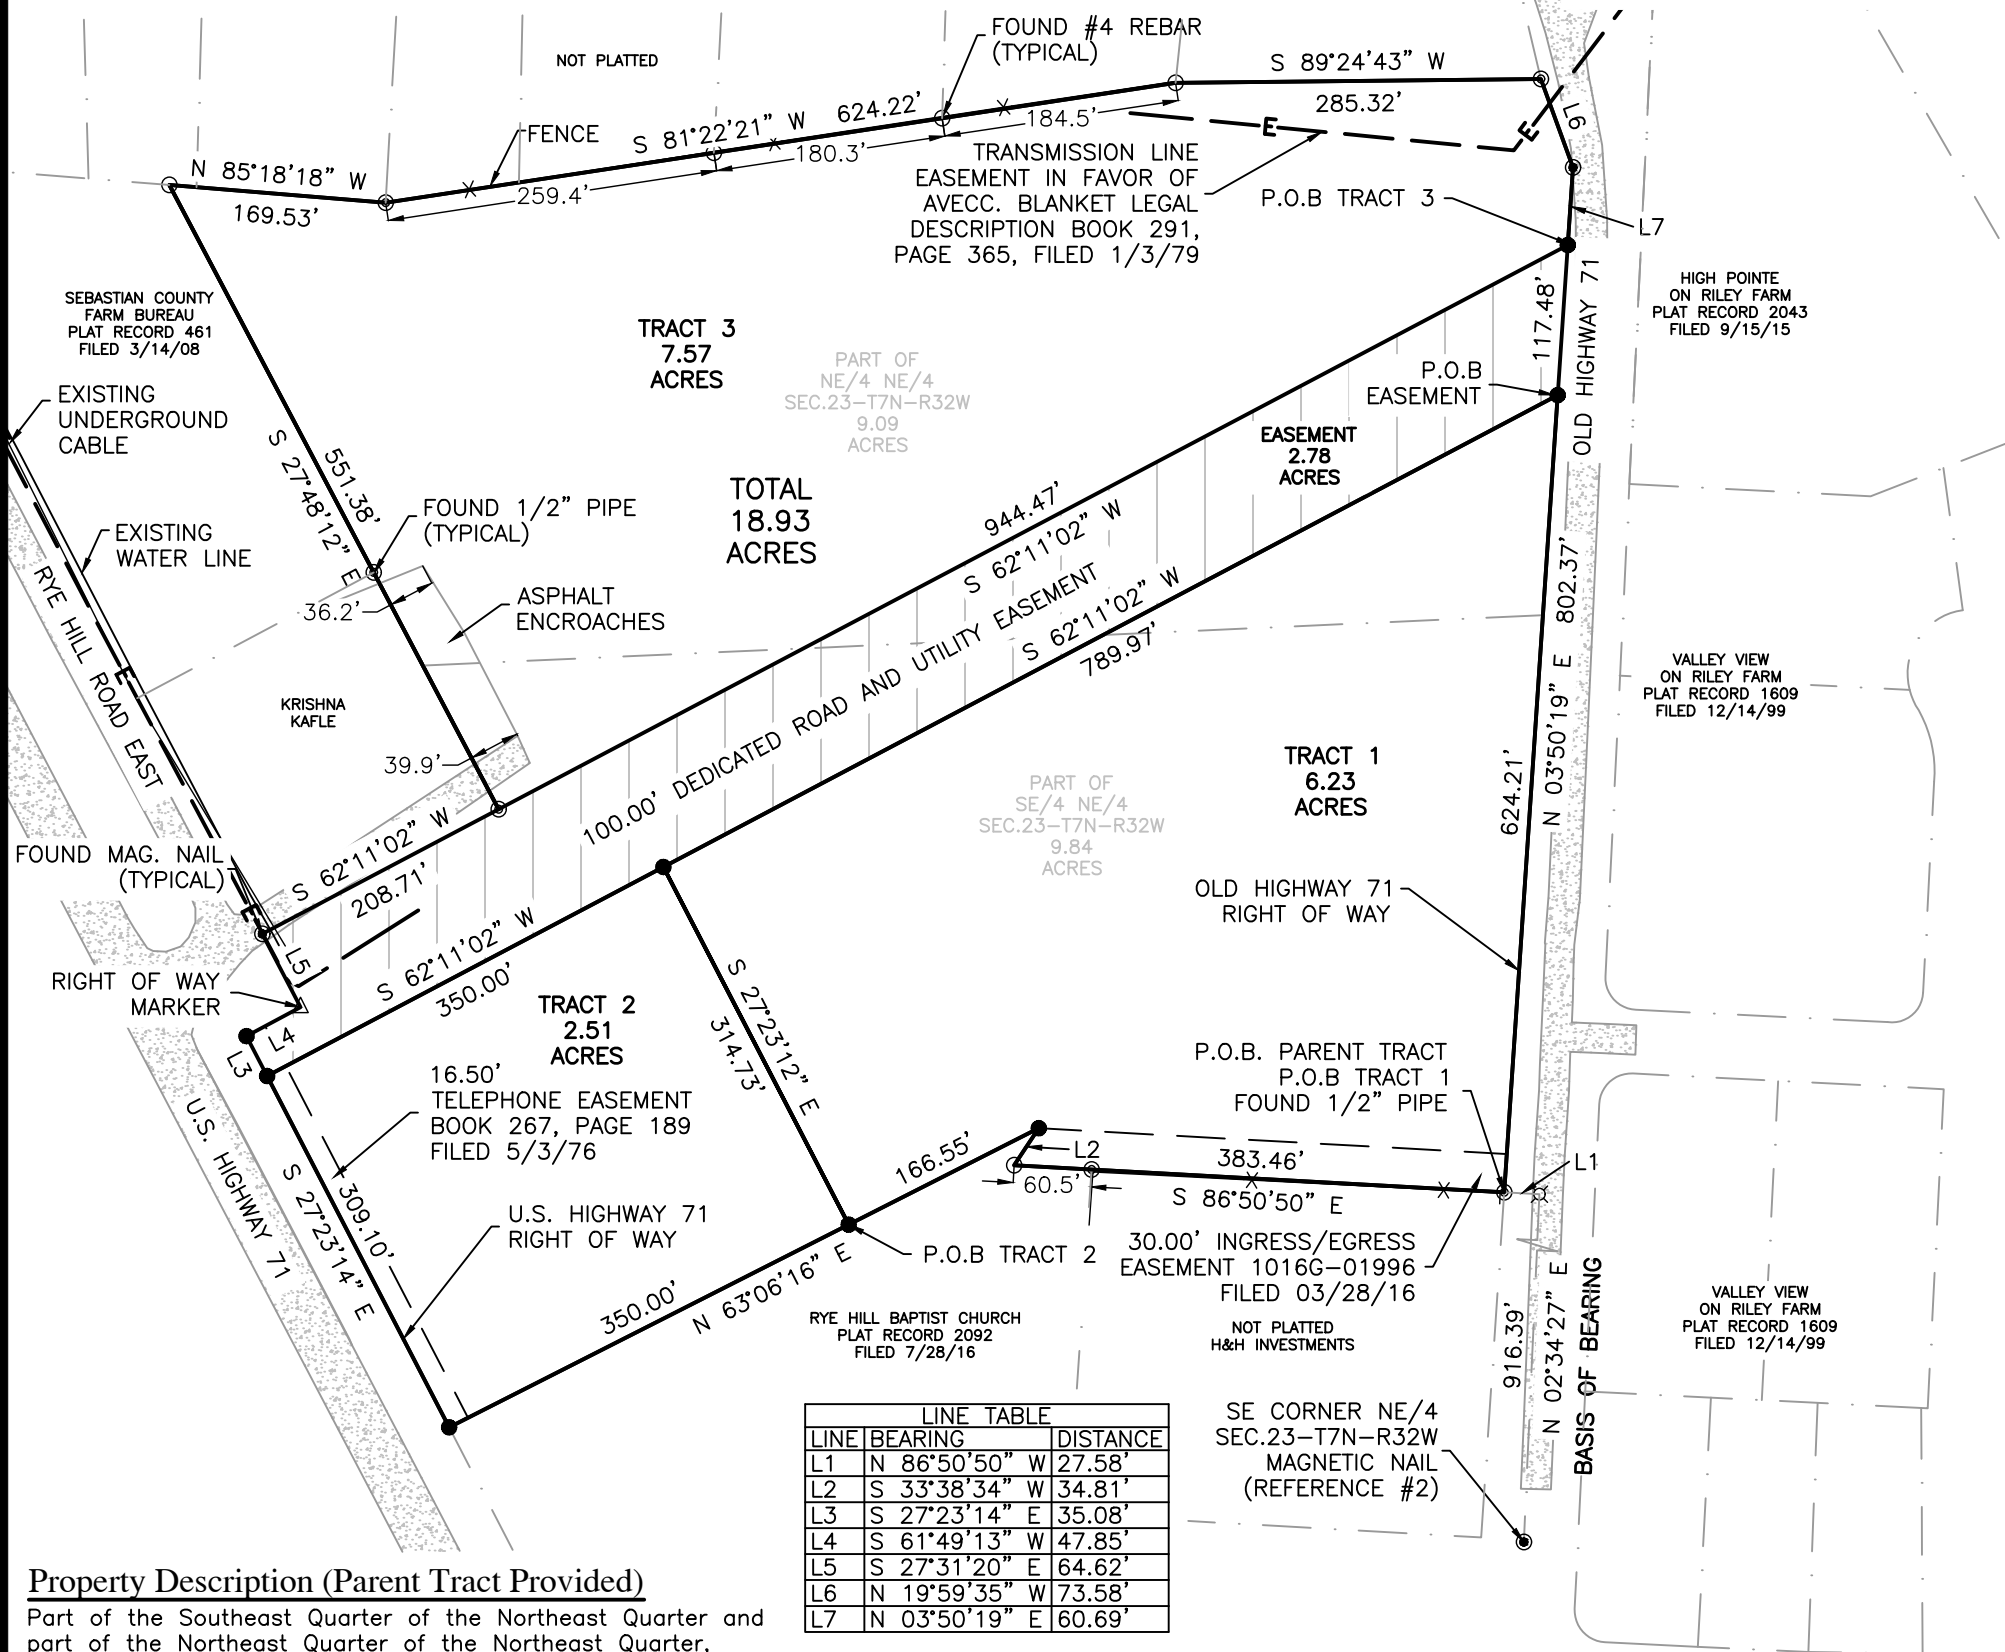 FOUND #4 REBAR
(TYPICAL)
NOT PLATTED
S 89°24'43" W
285.32'
L6
624.22'
S 81°22'21" W
184.5'
180.3'
259.4'
FENCE
N 85°18'18" W
169.53'
E
E
TRANSMISSION LINE
EASEMENT IN FAVOR OF
AVECC. BLANKET LEGAL
DESCRIPTION BOOK 291,
PAGE 365, FILED 1/3/79
P.O.B TRACT 3
L7
SEBASTIAN COUNTY
FARM BUREAU
PLAT RECORD 461
FILED 3/14/08
TRACT 3
7.57
ACRES
PART OF
NE/4 NE/4
SEC.23-T7N-R32W
9.09
ACRES
117.48'
OLD HIGHWAY 71
HIGH POINTE
ON RILEY FARM
PLAT RECORD 2043
FILED 9/15/15
P.O.B
EASEMENT
EXISTING
UNDERGROUND
CABLE
551.38'
S 27°48'12" E
EASEMENT
2.78
ACRES
TOTAL
18.93
ACRES
FOUND 1/2" PIPE
(TYPICAL)
944.47'
S 62°11'02" W
EXISTING
WATER LINE
RYE HILL ROAD EAST
E
36.2'
ASPHALT
ENCROACHES
S 62°11'02" W
789.97'
100.00' DEDICATED ROAD AND UTILITY EASEMENT
N 03°50'19" E 802.37'
624.21'
VALLEY VIEW
ON RILEY FARM
PLAT RECORD 1609
FILED 12/14/99
KRISHNA
KAFLE
39.9'
TRACT 1
6.23
ACRES
PART OF
SE/4 NE/4
SEC.23-T7N-R32W
9.84
ACRES
FOUND MAG. NAIL
(TYPICAL)
E
S 62°11'02" W
208.71'
OLD HIGHWAY 71
RIGHT OF WAY
L5
RIGHT OF WAY
MARKER
S 62°11'02" W
350.00'
L4
L3
TRACT 2
2.51
ACRES
S 27°23'12" E
314.73'
16.50'
TELEPHONE EASEMENT
BOOK 267, PAGE 189
FILED 5/3/76
P.O.B. PARENT TRACT
P.O.B TRACT 1
FOUND 1/2" PIPE
U.S. HIGHWAY 71
S 27°23'14" E
309.10'
166.55'
L2
60.5'
383.46'
S 86°50'50" E
L1
U.S. HIGHWAY 71
RIGHT OF WAY
P.O.B TRACT 2
30.00' INGRESS/EGRESS
EASEMENT 1016G-01996
FILED 03/28/16
350.00'
N 63°06'16" E
RYE HILL BAPTIST CHURCH
PLAT RECORD 2092
FILED 7/28/16
NOT PLATTED
H&H INVESTMENTS
916.39'
N 02°34'27" E
BASIS OF BEARING
VALLEY VIEW
ON RILEY FARM
PLAT RECORD 1609
FILED 12/14/99
SE CORNER NE/4
SEC.23-T7N-R32W
MAGNETIC NAIL
(REFERENCE #2)
LINE TABLE
LINE BEARING DISTANCE
L1 N 86°50'50" W 27.58'
L2 S 33°38'34" W 34.81'
L3 S 27°23'14" E 35.08'
L4 S 61°49'13" W 47.85'
L5 S 27°31'20" E 64.62'
L6 N 19°59'35" W 73.58'
L7 N 03°50'19" E 60.69'
Property Description (Parent Tract Provided)
Part of the Southeast Quarter of the Northeast Quarter and
part of the Northeast Quarter of the Northeast Quarter,